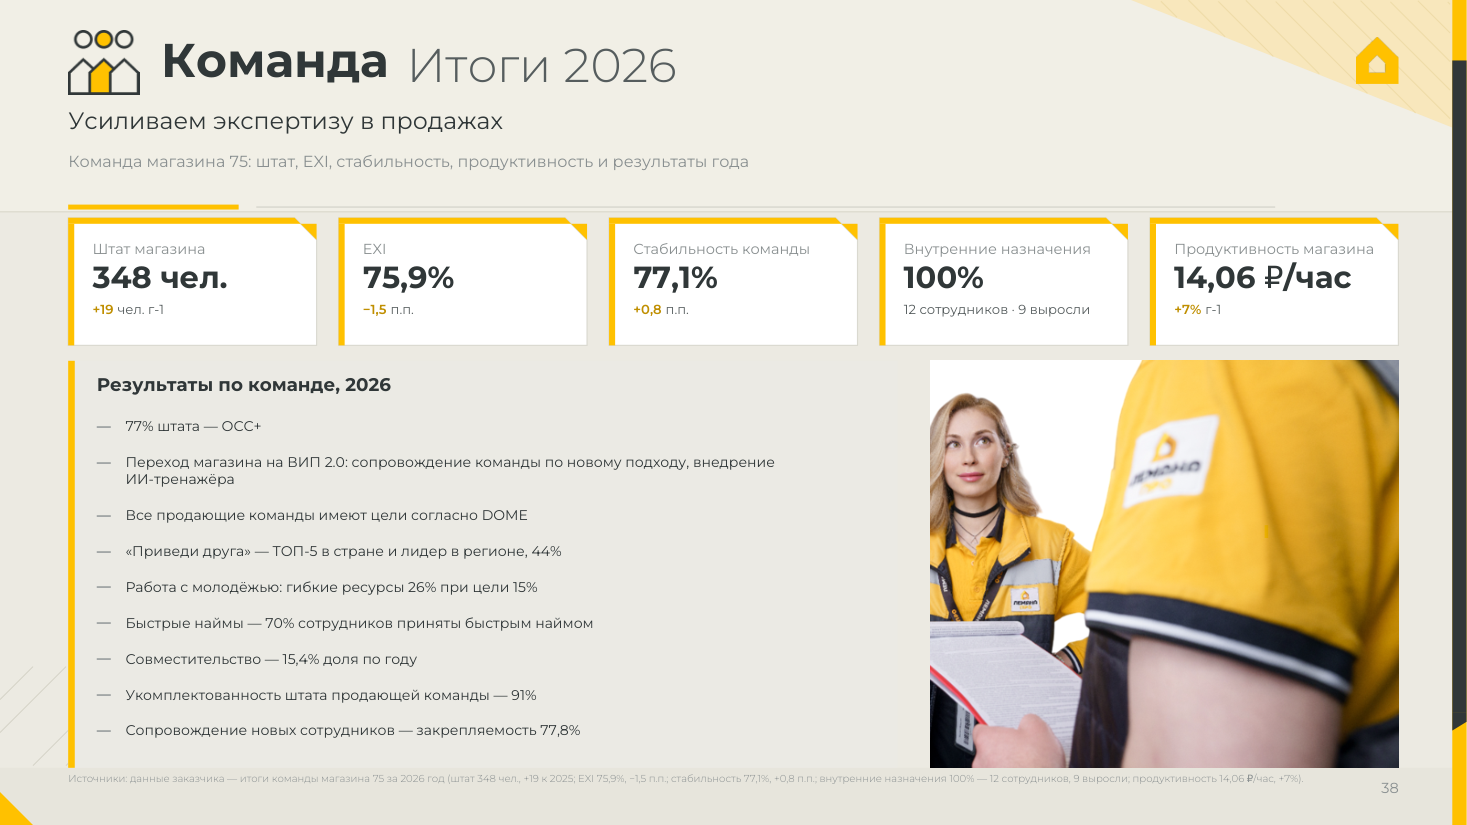 Команда Итоги 2026
Усиливаем экспертизу в продажах
Команда магазина 75: штат, EXI, стабильность, продуктивность и результаты года
Штат магазина
348 чел.
+19 чел. г-1
EXI
75,9%
−1,5 п.п.
Стабильность команды
77,1%
+0,8 п.п.
Внутренние назначения
100%
12 сотрудников · 9 выросли
Продуктивность магазина
14,06 ₽/час
+7% г-1
Результаты по команде, 2026
— 77% штата — ОСС+
— Переход магазина на ВИП 2.0: сопровождение команды по новому подходу, внедрение
ИИ-тренажёра
— Все продающие команды имеют цели согласно DOME
— «Приведи друга» — ТОП-5 в стране и лидер в регионе, 44%
— Работа с молодёжью: гибкие ресурсы 26% при цели 15%
— Быстрые наймы — 70% сотрудников приняты быстрым наймом
— Совместительство — 15,4% доля по году
— Укомплектованность штата продающей команды — 91%
— Сопровождение новых сотрудников — закрепляемость 77,8%
ЛЕМАНА
ПРО
ЛЕМАНА
Источники: данные заказчика — итоги команды магазина 75 за 2026 год (штат 348 чел., +19 к 2025; EXI 75,9%, −1,5 п.п.; стабильность 77,1%, +0,8 п.п.; внутренние назначения 100% — 12 сотрудников, 9 выросли; продуктивность 14,06 ₽/час, +7%).
38